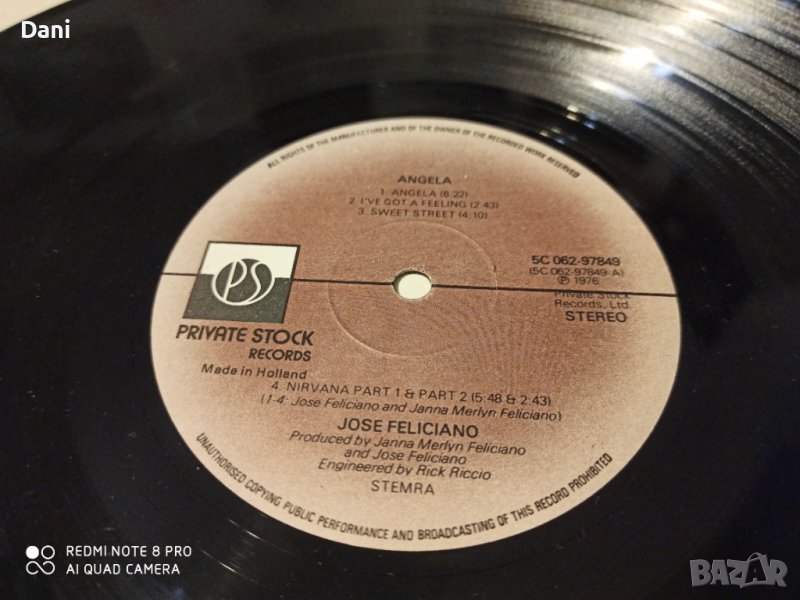 Dani
ALL RIGHTS OF THE MANUFACTURER AND OF THE OWNER OF THE RECORDED WORK RESERVED
ANGELA
1. ANGELA (6:22)
2. I'VE GOT A FEELING (2:43)
3. SWEET STREET (4:10)
5C 062-97849
(5C 062-97849-A)
℗ 1976
Private Stock
Records, Ltd.
STEREO
PS
PRIVATE STOCK
RECORDS
Made in Holland
4. NIRVANA PART 1 & PART 2 (5:48 & 2:43)
(1-4: Jose Feliciano and Janna Merlyn Feliciano)
JOSE FELICIANO
Produced by Janna Merlyn Feliciano
and Jose Feliciano
Engineered by Rick Riccio
STEMRA
UNAUTHORISED COPYING PUBLIC PERFORMANCE AND BROADCASTING OF THIS RECORD PROHIBITED
REDMI NOTE 8 PRO
AI QUAD CAMERA
BAZAR